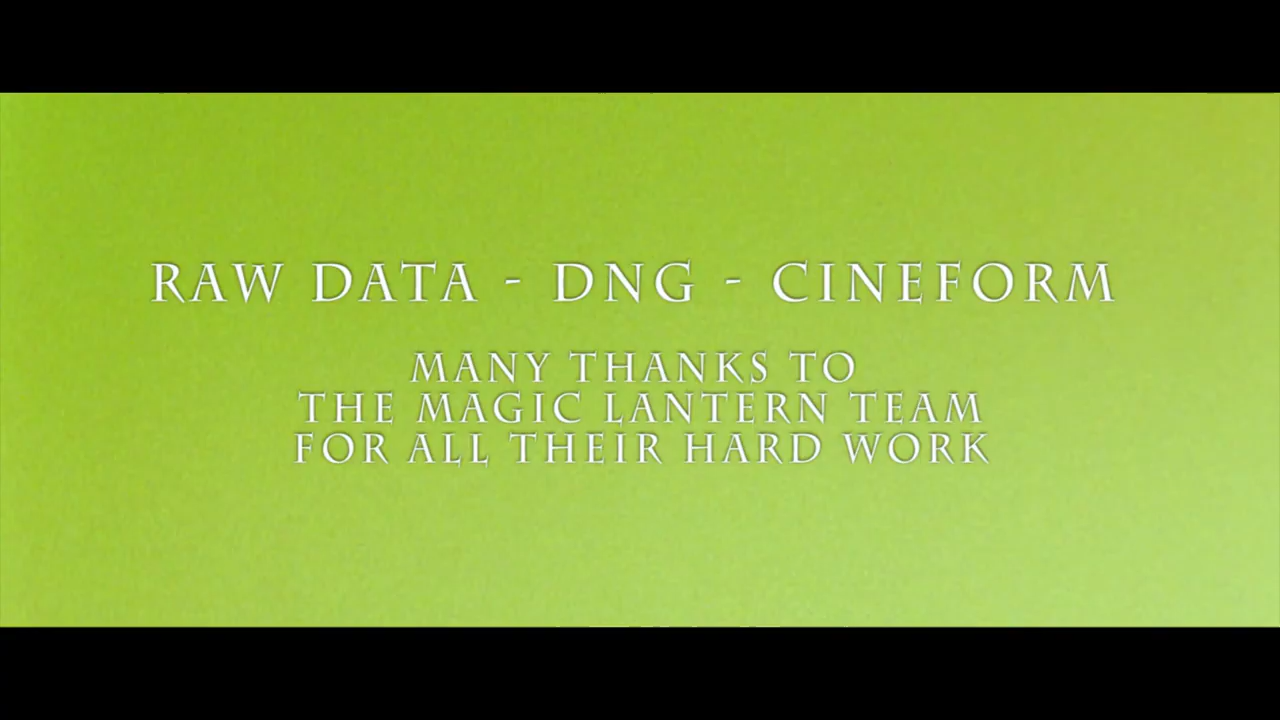 RAW DATA - DNG - CINEFORM
MANY THANKS TO
THE MAGIC LANTERN TEAM
FOR ALL THEIR HARD WORK